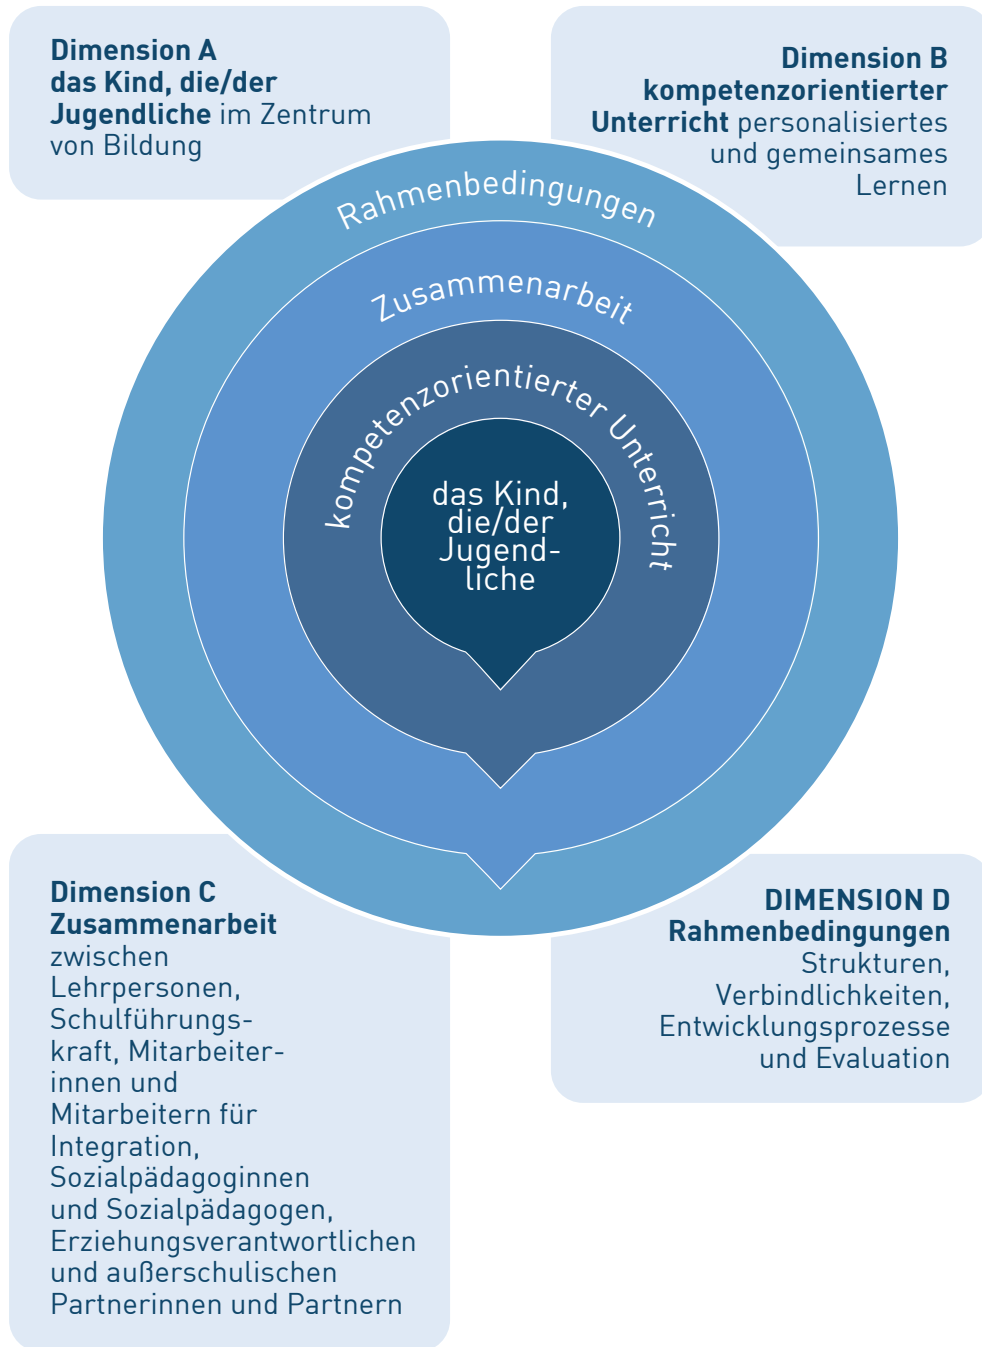 Dimension A
das Kind, die/der
Jugendliche im Zentrum
von Bildung
Dimension B
kompetenzorientierter
Unterricht personalisiertes
und gemeinsames
Lernen
Rahmenbedingungen
Zusammenarbeit
kompetenzorientierter Unterricht
das Kind,
die/der
Jugend-
liche
Dimension C
Zusammenarbeit
zwischen
Lehrpersonen,
Schulführungs-
kraft, Mitarbeiter-
innen und
Mitarbeitern für
Integration,
Sozialpädagoginnen
und Sozialpädagogen,
Erziehungsverantwortlichen
und außerschulischen
Partnerinnen und Partnern
DIMENSION D
Rahmenbedingungen
Strukturen,
Verbindlichkeiten,
Entwicklungsprozesse
und Evaluation